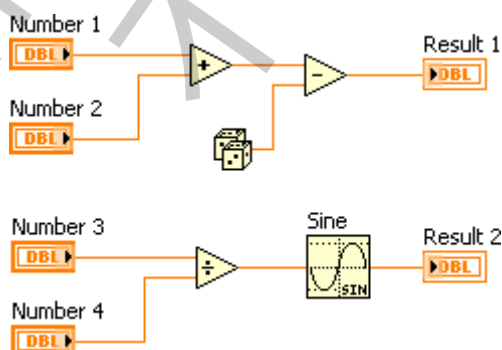 Number 1
DBL
Number 2
DBL
+
-
Result 1
DBL
Number 3
DBL
Number 4
DBL
÷
Sine
SIN
Result 2
DBL